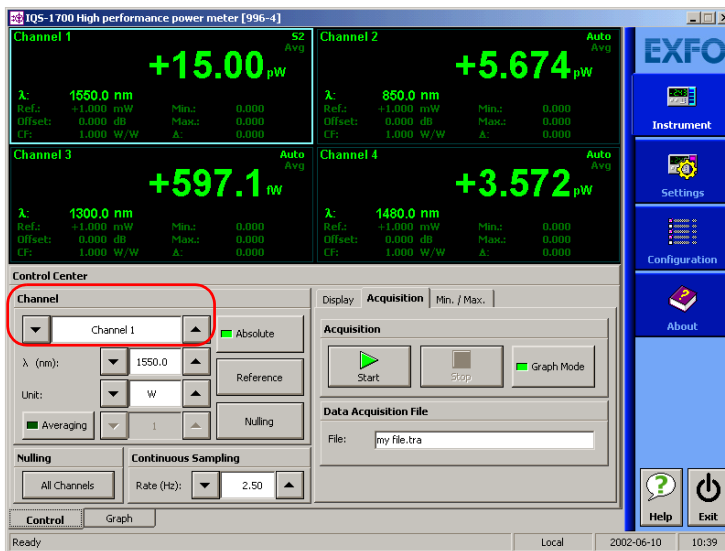 IQS-1700 High performance power meter [996-4]
Channel 1 S2
Avg
+15.00 pW
λ: 1550.0 nm
Ref.: +1.000 mW Min.: 0.000
Offset: 0.000 dB Max.: 0.000
CF: 1.000 W/W Δ: 0.000
Channel 2 Auto
Avg
+5.674 pW
λ: 850.0 nm
Ref.: +1.000 mW Min.: 0.000
Offset: 0.000 dB Max.: 0.000
CF: 1.000 W/W Δ: 0.000
Channel 3 Auto
Avg
+597.1 fW
λ: 1300.0 nm
Ref.: +1.000 mW Min.: 0.000
Offset: 0.000 dB Max.: 0.000
CF: 1.000 W/W Δ: 0.000
Channel 4 Auto
Avg
+3.572 pW
λ: 1480.0 nm
Ref.: +1.000 mW Min.: 0.000
Offset: 0.000 dB Max.: 0.000
CF: 1.000 W/W Δ: 0.000
EXFO
Instrument
Settings
Configuration
About
Control Center
Channel
Channel 1
Absolute
λ (nm): 1550.0
Reference
Unit: W
Averaging 1
Nulling
Nulling
All Channels
Continuous Sampling
Rate (Hz): 2.50
Display Acquisition Min. / Max.
Acquisition
Start
Stop
Graph Mode
Data Acquisition File
File: my file.tra
Control Graph
Help
Exit
Ready Local 2002-06-10 10:39